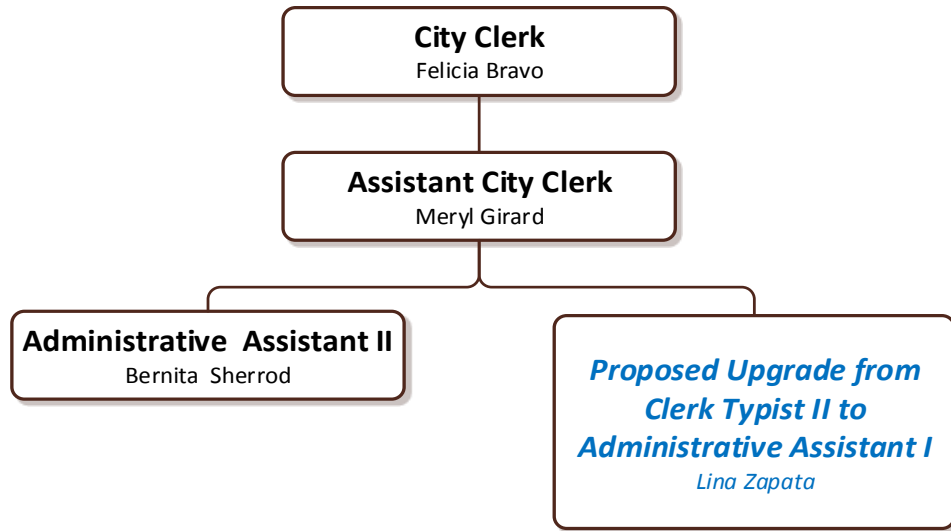 City Clerk
Felicia Bravo
Assistant City Clerk
Meryl Girard
Administrative Assistant II
Bernita Sherrod
Proposed Upgrade from
Clerk Typist II to
Administrative Assistant I
Lina Zapata